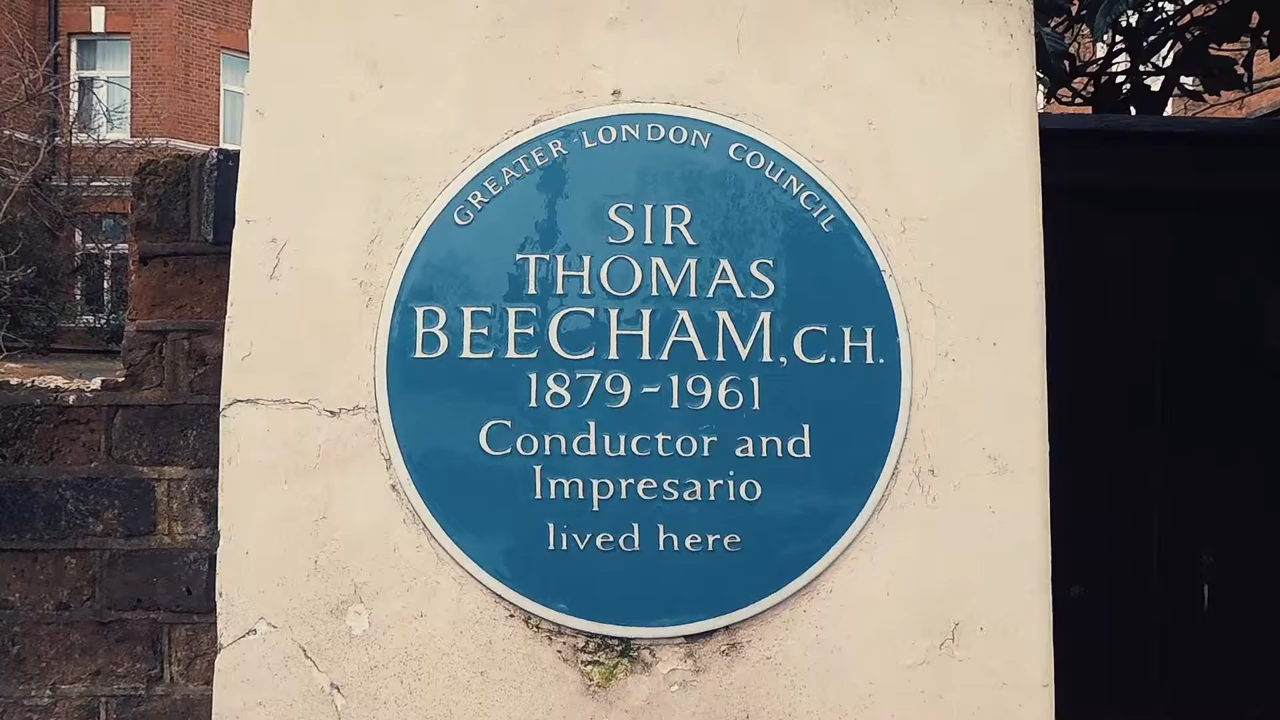 GREATER LONDON COUNCIL
SIR
THOMAS
BEECHAM, C.H.
1879-1961
Conductor and
Impresario
lived here